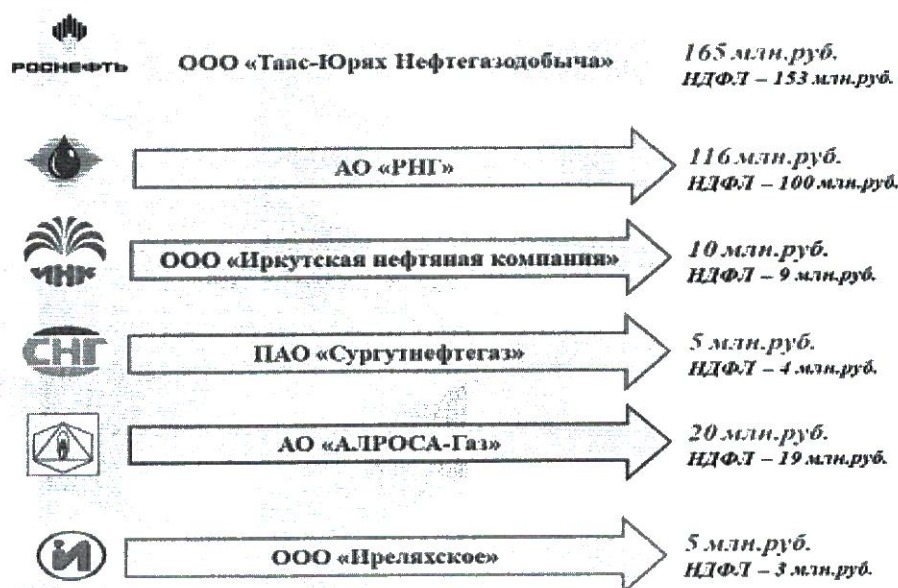 РОСНЕФТЬ
ООО «Таас-Юрях Нефтегазодобыча»
165 млн.руб.
НДФЛ – 153 млн.руб.
АО «РНГ»
116 млн.руб.
НДФЛ – 100 млн.руб.
ИНК
ООО «Иркутская нефтяная компания»
10 млн.руб.
НДФЛ – 9 млн.руб.
СНГ
ПАО «Сургутнефтегаз»
5 млн.руб.
НДФЛ – 4 млн.руб.
АО «АЛРОСА-Газ»
20 млн.руб.
НДФЛ – 19 млн.руб.
И
ООО «Иреляхское»
5 млн.руб.
НДФЛ – 3 млн.руб.